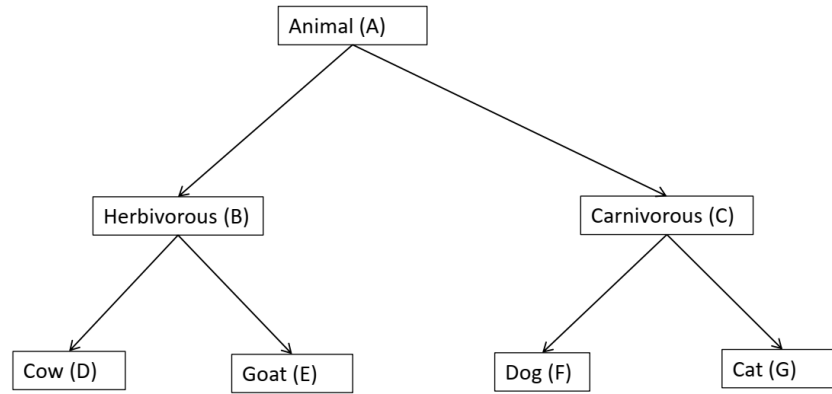 Animal (A)
Herbivorous (B)
Carnivorous (C)
Cow (D)
Goat (E)
Dog (F)
Cat (G)